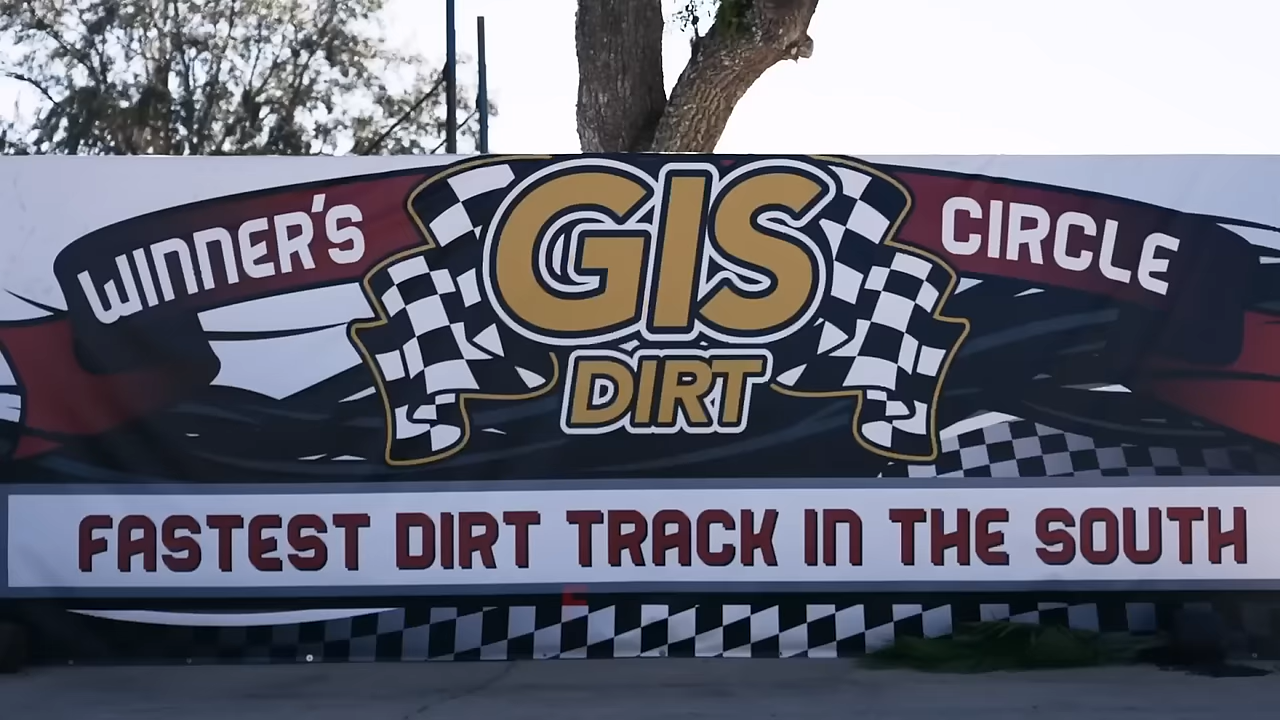 WINNER'S
GIS
CIRCLE
DIRT
FASTEST DIRT TRACK IN THE SOUTH